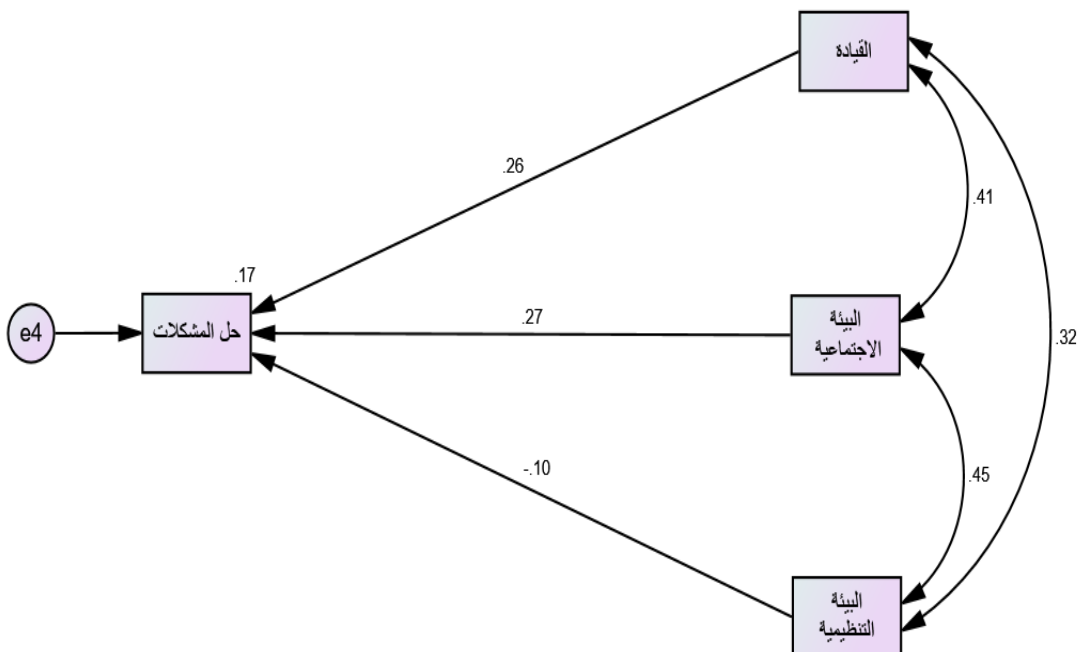 القيادة
.26
.41
.17
e4
حل المشكلات
.27
البيئة
الاجتماعية
.32
-.10
.45
البيئة
التنظيمية